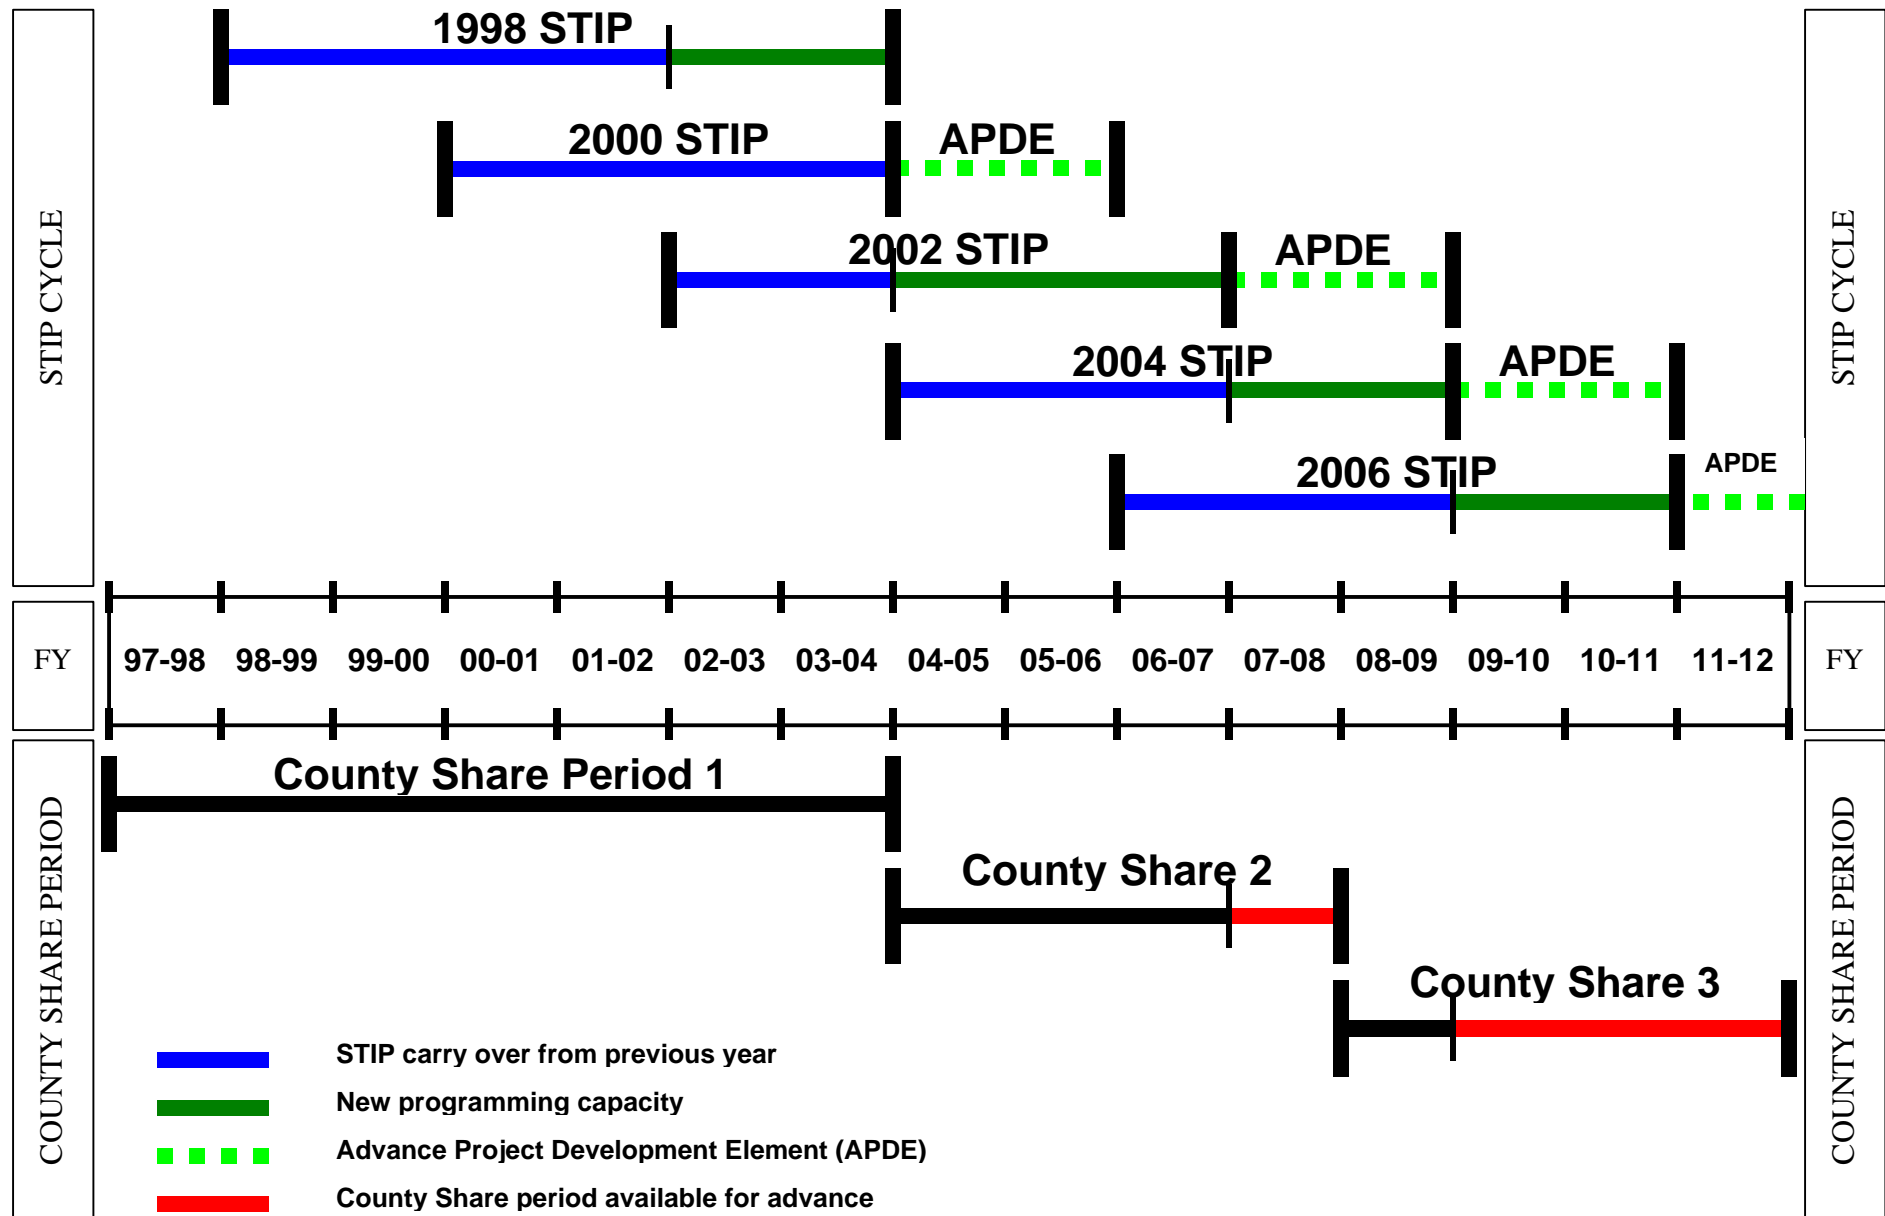 STIP CYCLE
1998 STIP
2000 STIP
APDE
2002 STIP
APDE
2004 STIP
APDE
2006 STIP
APDE
STIP CYCLE
FY
97-98 98-99 99-00 00-01 01-02 02-03 03-04 04-05 05-06 06-07 07-08 08-09 09-10 10-11 11-12
FY
COUNTY SHARE PERIOD
County Share Period 1
County Share 2
County Share 3
COUNTY SHARE PERIOD
STIP carry over from previous year
New programming capacity
Advance Project Development Element (APDE)
County Share period available for advance